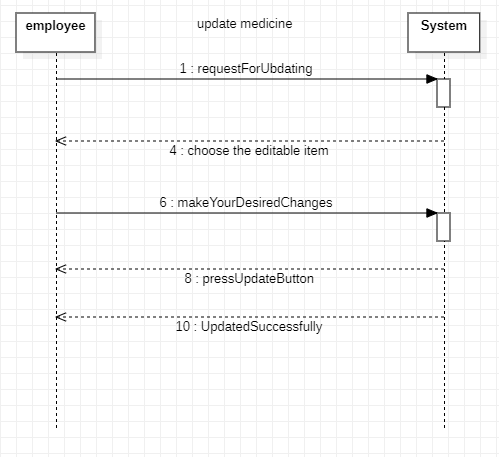 employee
update medicine
System
1 : requestForUbdating
4 : choose the editable item
6 : makeYourDesiredChanges
8 : pressUpdateButton
10 : UpdatedSuccessfully